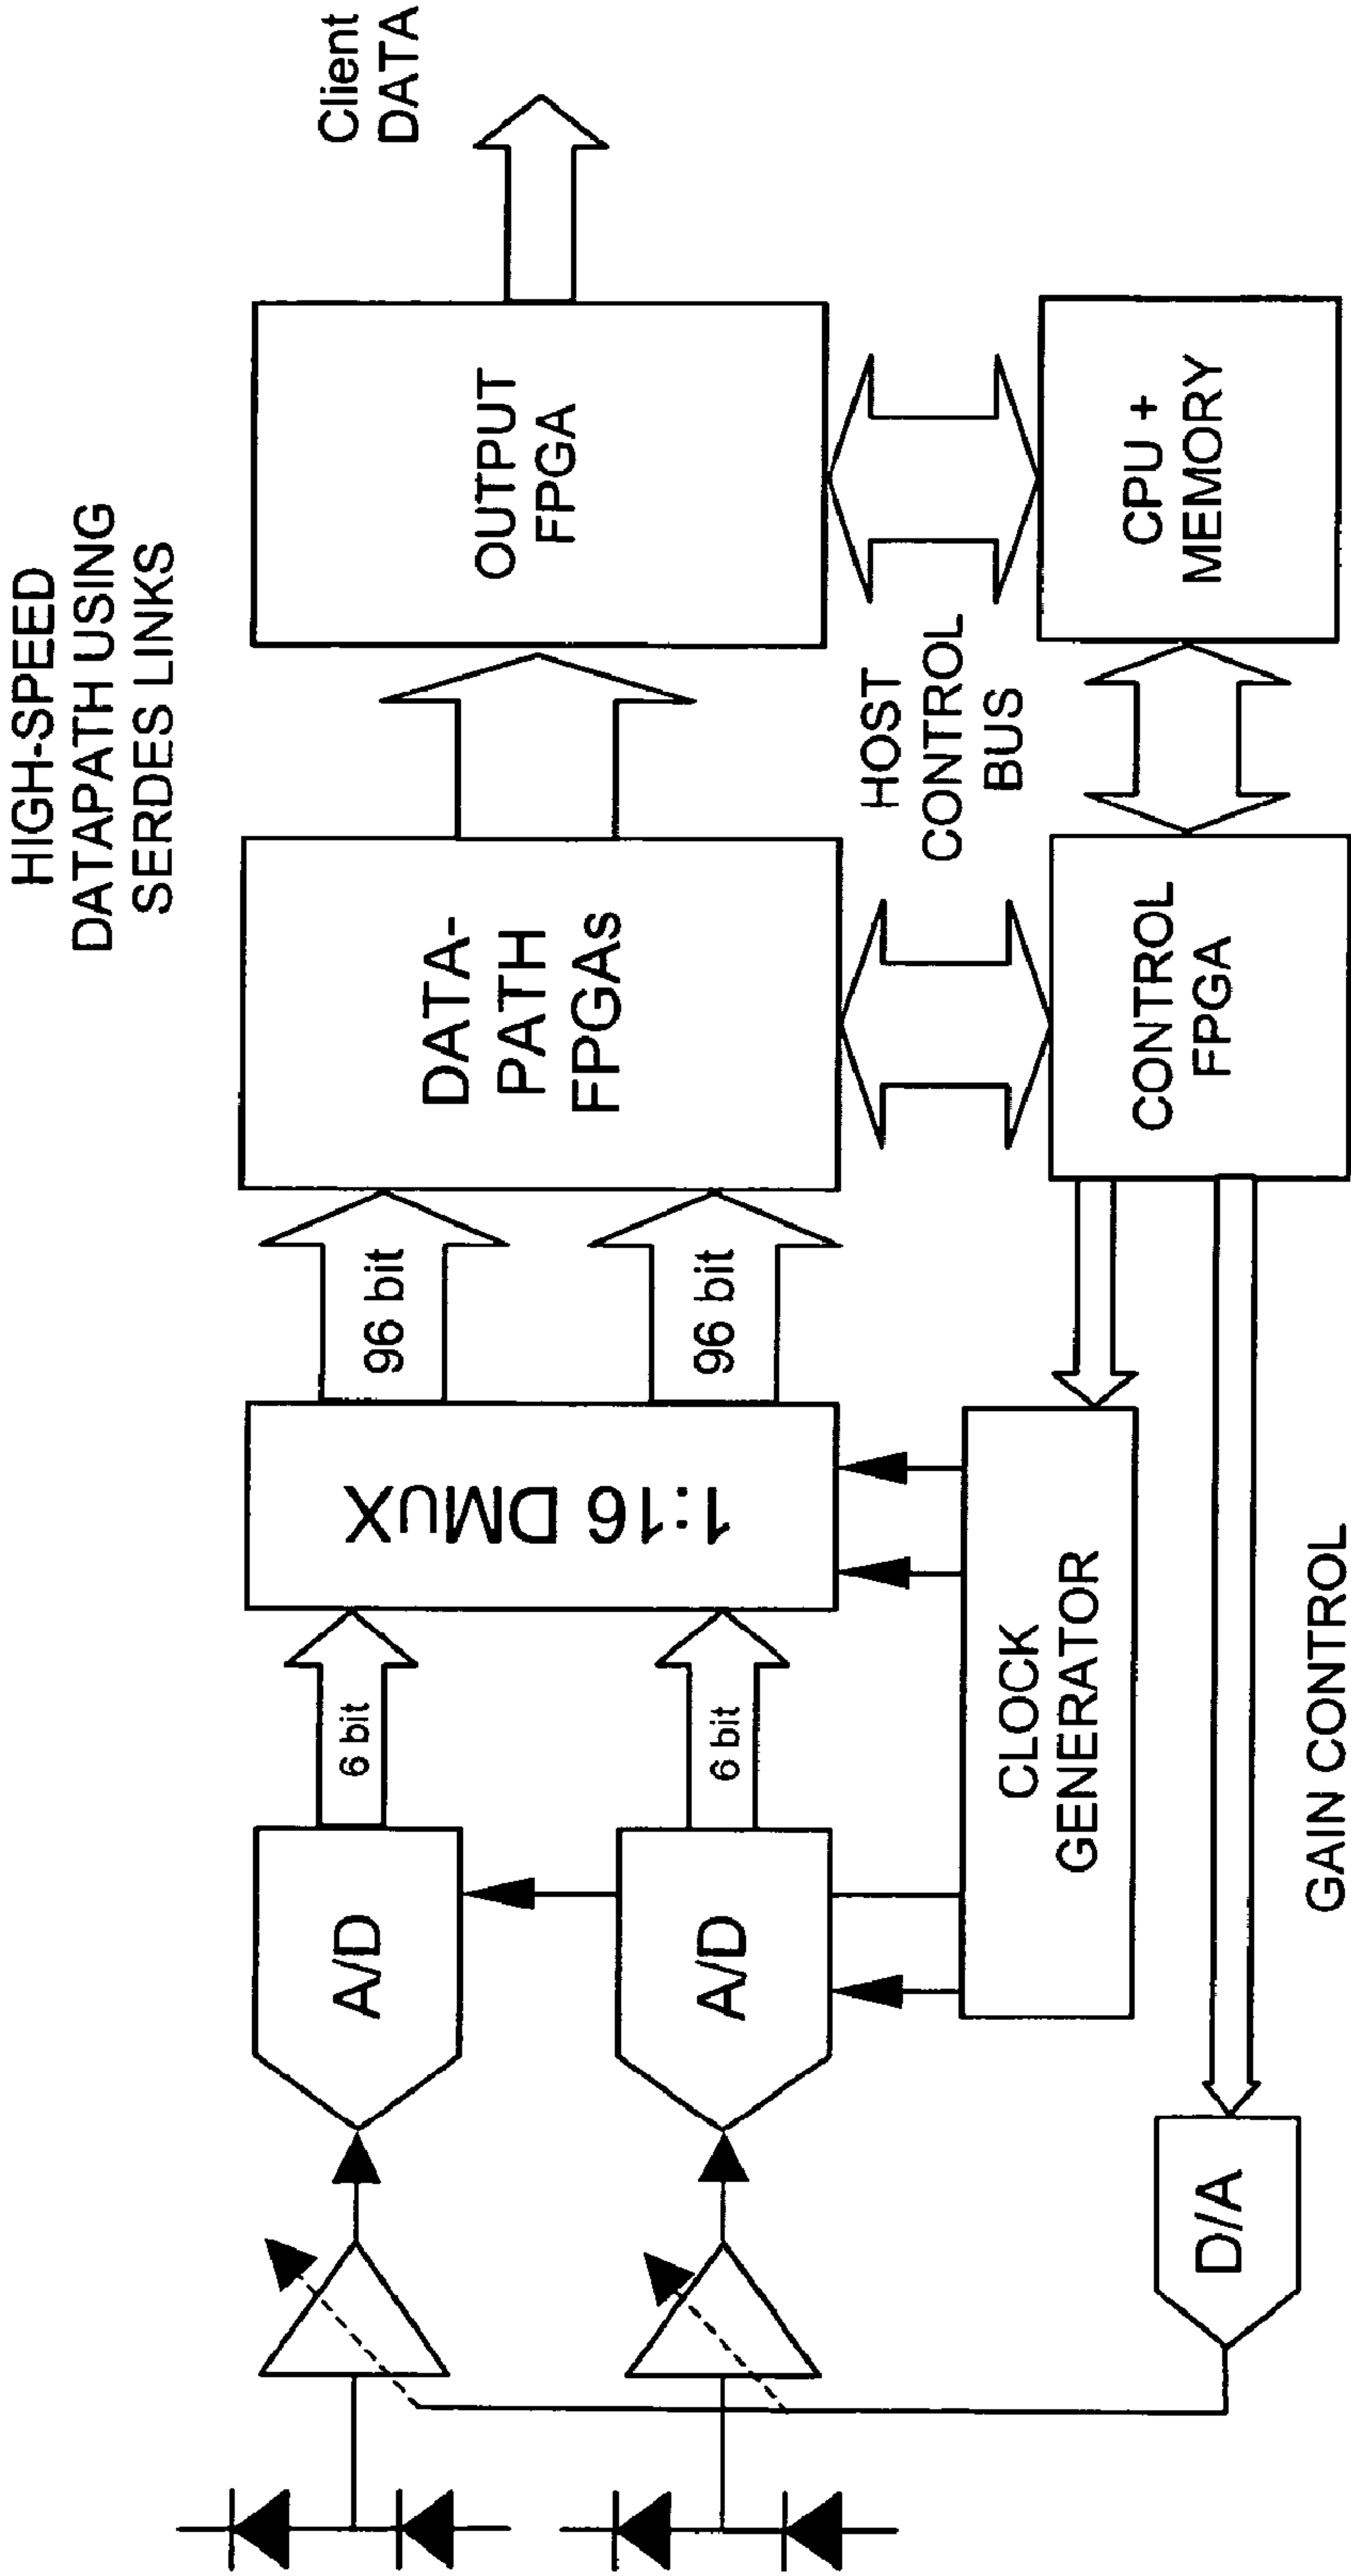 HIGH-SPEED
DATAPATH USING
SERDES LINKS
Client
DATA
A/D
6 bit
A/D
6 bit
1:16 DMUX
96 bit
96 bit
DATA-
PATH
FPGAs
OUTPUT
FPGA
HOST
CONTROL
BUS
CLOCK
GENERATOR
CONTROL
FPGA
CPU +
MEMORY
D/A
GAIN CONTROL